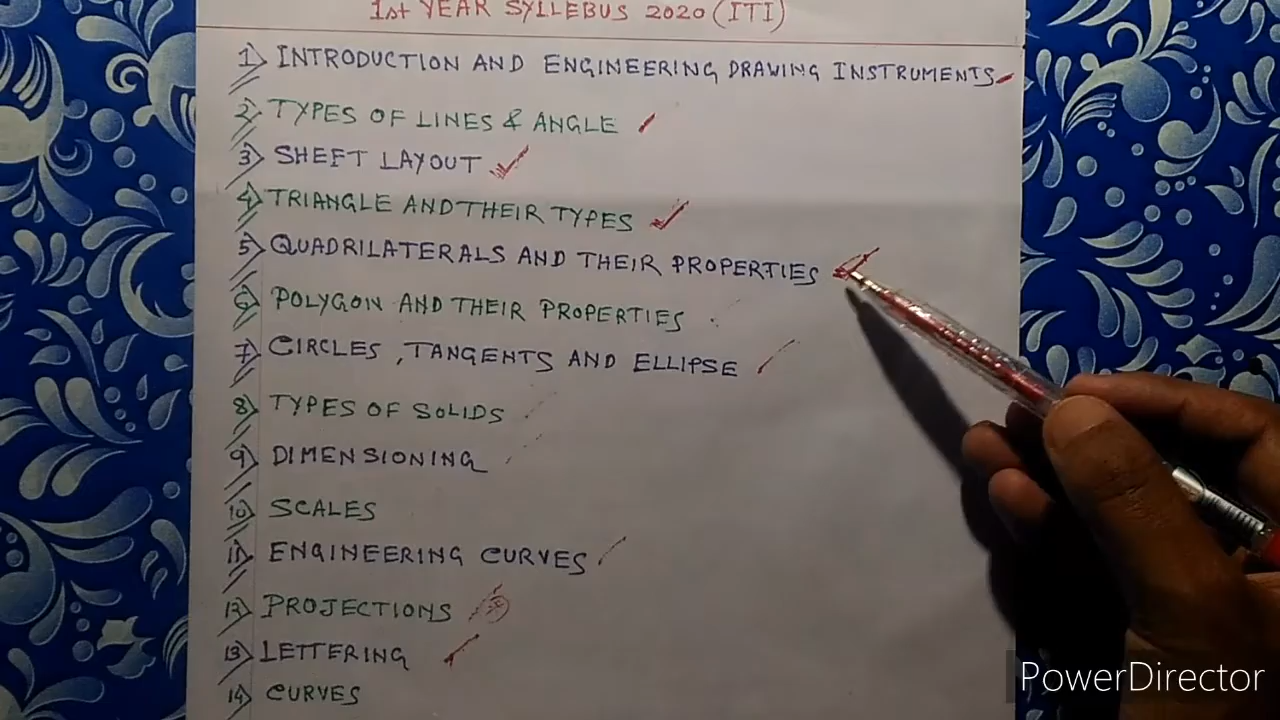 1st YEAR SYLLEBUS 2020 (ITI)
1) INTRODUCTION AND ENGINEERING DRAWING INSTRUMENTS
2) TYPES OF LINES & ANGLE
3) SHEET LAYOUT
4) TRIANGLE AND THEIR TYPES
5) QUADRILATERALS AND THEIR PROPERTIES
6) POLYGON AND THEIR PROPERTIES
7) CIRCLES, TANGENTS AND ELLIPSE
8) TYPES OF SOLIDS
9) DIMENSIONING
10) SCALES
11) ENGINEERING CURVES
12) PROJECTIONS
13) LETTERING
14) CURVES
PowerDirector